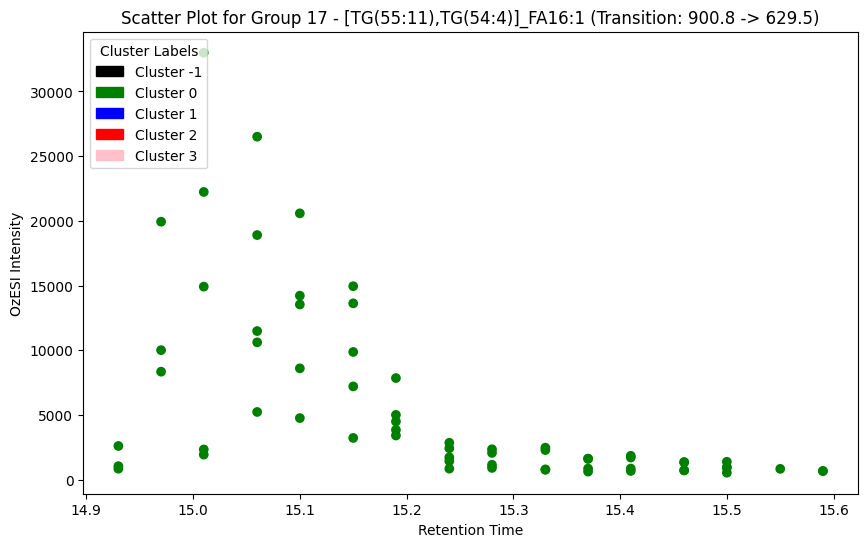 Scatter Plot for Group 17 - [TG(55:11),TG(54:4)]_FA16:1 (Transition: 900.8 -> 629.5)
Cluster Labels
Cluster -1
Cluster 0
Cluster 1
Cluster 2
Cluster 3
OzESI Intensity
30000
25000
20000
15000
10000
5000
0
14.9 15.0 15.1 15.2 15.3 15.4 15.5 15.6
Retention Time